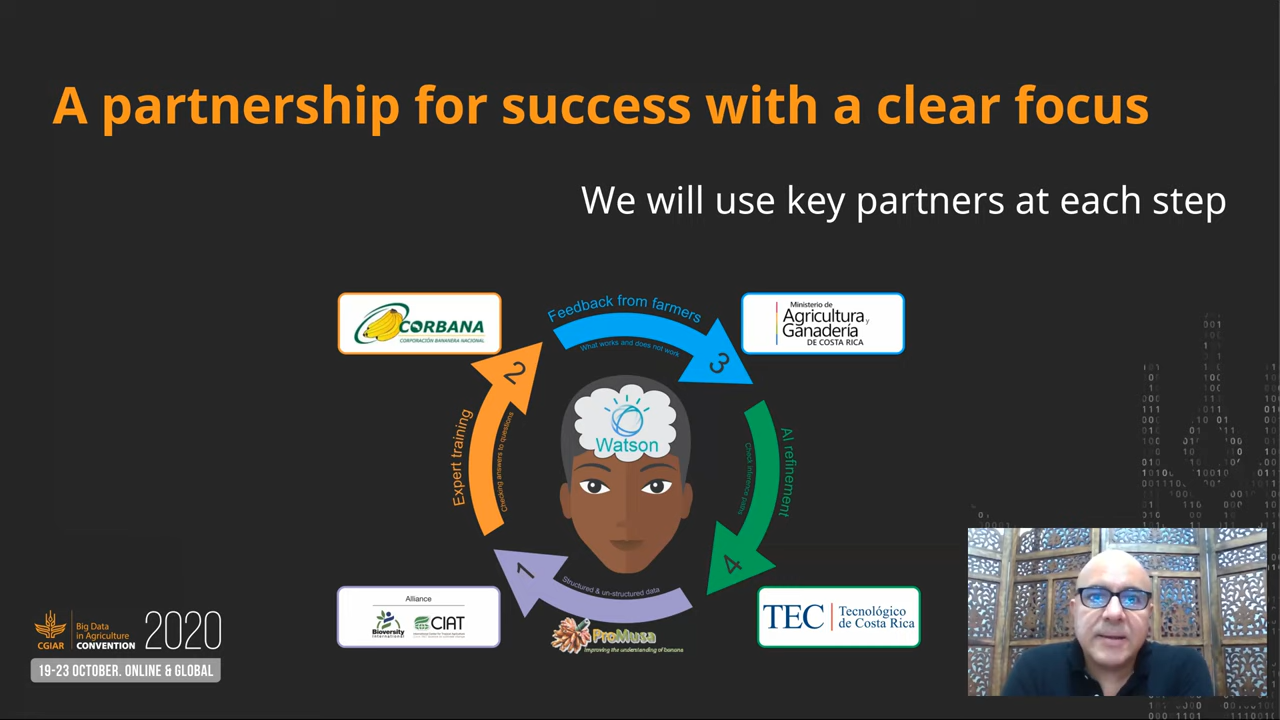 A partnership for success with a clear focus
We will use key partners at each step
CORBANA
CORPORACIÓN BANANERA NACIONAL
Feedback from farmers
What works and does not work
3
Ministerio de
Agricultura y
Ganadería
DE COSTA RICA
2
Expert training
Checking answers to questions
Watson
AI refinement
Check inference paths
1
Structured & un-structured data
4
Alliance
Bioversity
International
CIAT
ProMusa
Improving the understanding of banana
TEC
Tecnológico
de Costa Rica
CGIAR
Big Data
in Agriculture
CONVENTION
2020
19-23 OCTOBER. ONLINE & GLOBAL